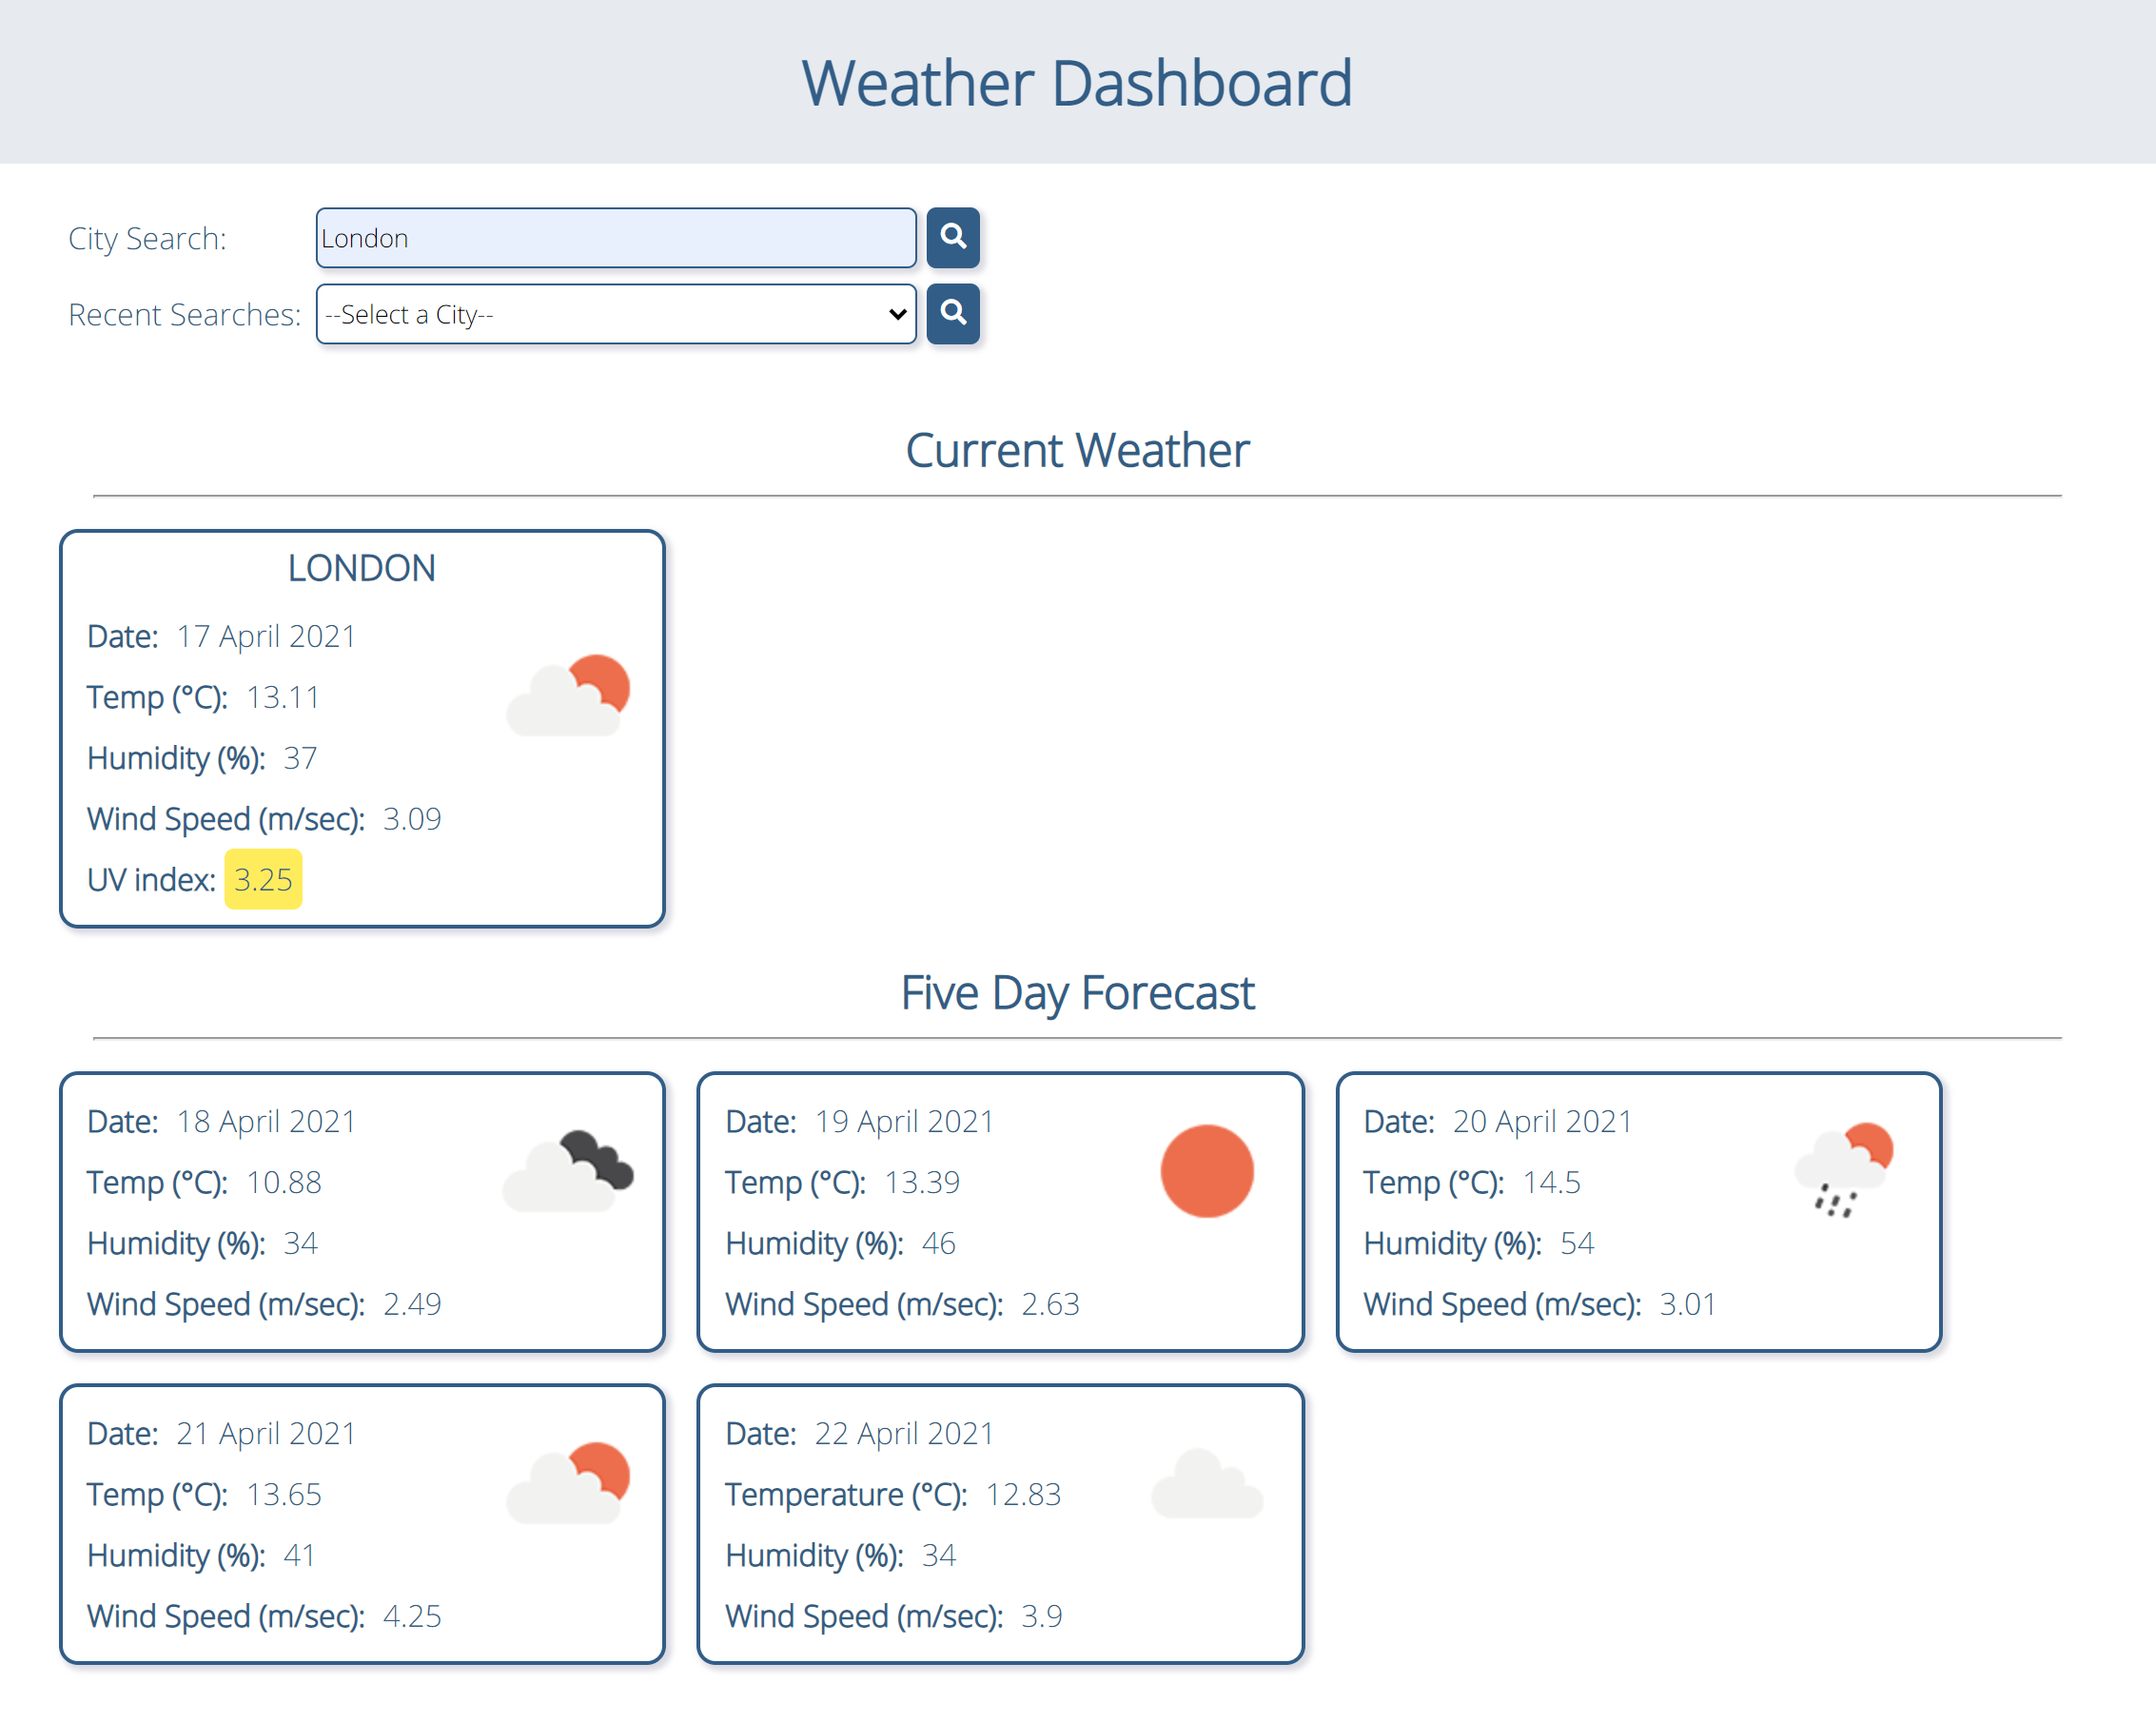 Weather Dashboard
City Search: London
Recent Searches: --Select a City--
Current Weather
LONDON
Date: 17 April 2021
Temp (°C): 13.11
Humidity (%): 37
Wind Speed (m/sec): 3.09
UV index: 3.25
Five Day Forecast
Date: 18 April 2021
Temp (°C): 10.88
Humidity (%): 34
Wind Speed (m/sec): 2.49
Date: 19 April 2021
Temp (°C): 13.39
Humidity (%): 46
Wind Speed (m/sec): 2.63
Date: 20 April 2021
Temp (°C): 14.5
Humidity (%): 54
Wind Speed (m/sec): 3.01
Date: 21 April 2021
Temp (°C): 13.65
Humidity (%): 41
Wind Speed (m/sec): 4.25
Date: 22 April 2021
Temperature (°C): 12.83
Humidity (%): 34
Wind Speed (m/sec): 3.9